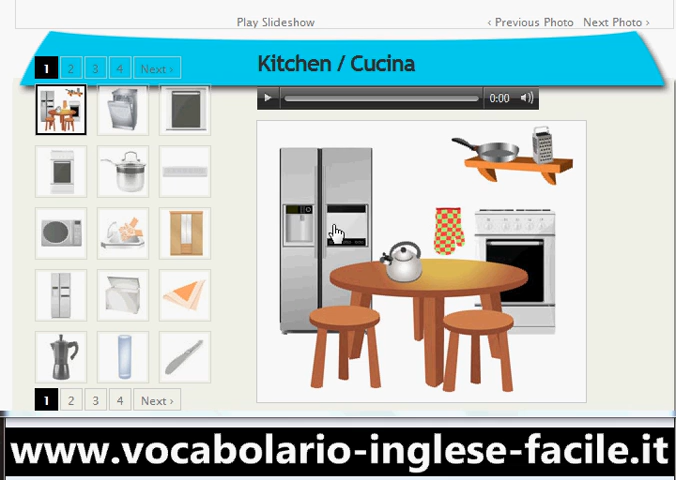 Play Slideshow ‹ Previous Photo Next Photo ›
1 2 3 4 Next ›
Kitchen / Cucina
0:00
1 2 3 4 Next ›
www.vocabolario-inglese-facile.it